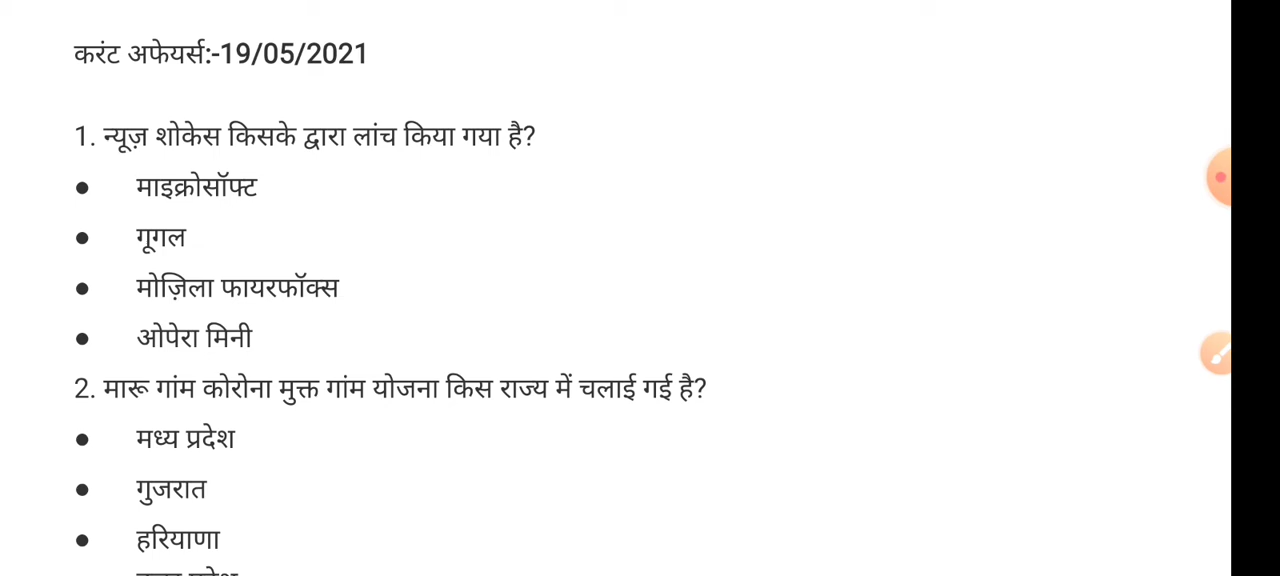 करंट अफेयर्स:-19/05/2021
1. न्यूज़ शोकेस किसके द्वारा लांच किया गया है?
● माइक्रोसॉफ्ट
● गूगल
● मोज़िला फायरफॉक्स
● ओपेरा मिनी
2. मारू गांम कोरोना मुक्त गांम योजना किस राज्य में चलाई गई है?
● मध्य प्रदेश
● गुजरात
● हरियाणा